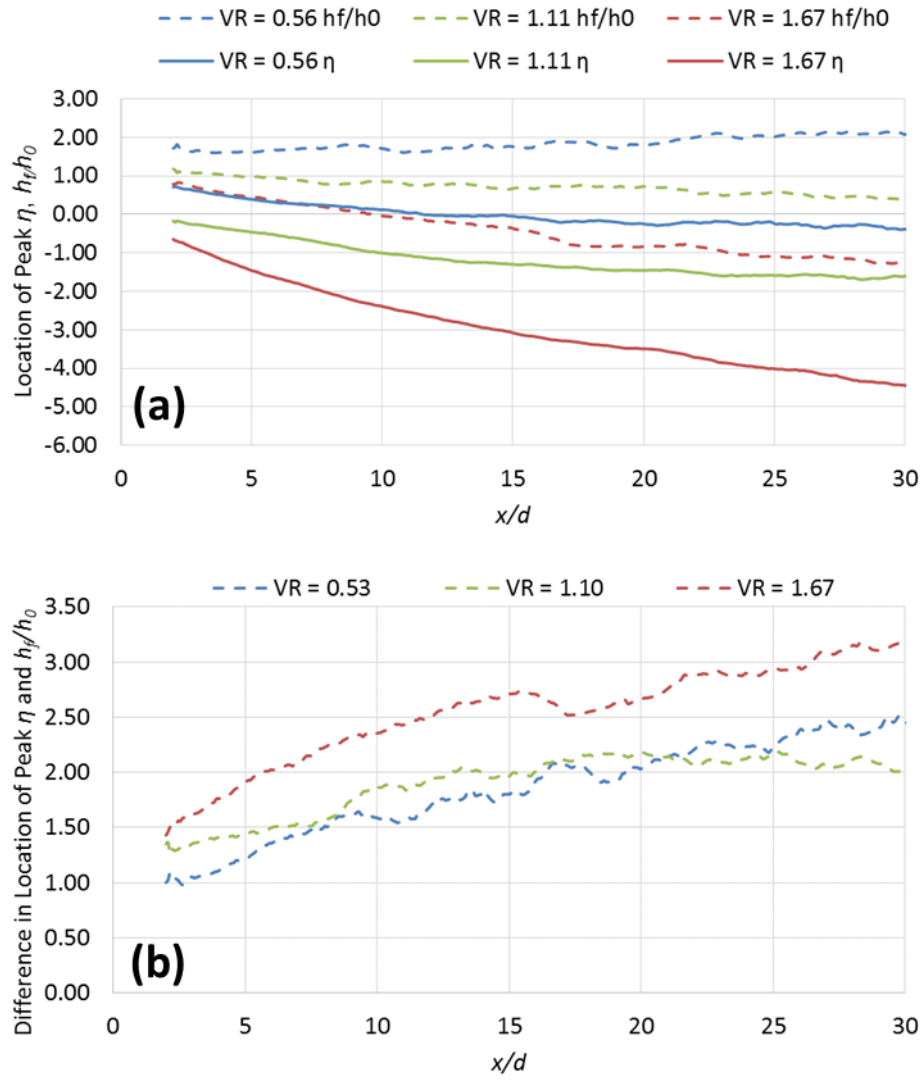 VR = 0.56 hf/h0 VR = 1.11 hf/h0 VR = 1.67 hf/h0
VR = 0.56 η VR = 1.11 η VR = 1.67 η
Location of Peak η, hf/h0
3.00
2.00
1.00
0.00
-1.00
-2.00
-3.00
-4.00
-5.00
-6.00
(a)
0 5 10 15 20 25 30
x/d
VR = 0.53 VR = 1.10 VR = 1.67
Difference in Location of Peak η and hf/h0
3.50
3.00
2.50
2.00
1.50
1.00
0.50
0.00
(b)
0 5 10 15 20 25 30
x/d